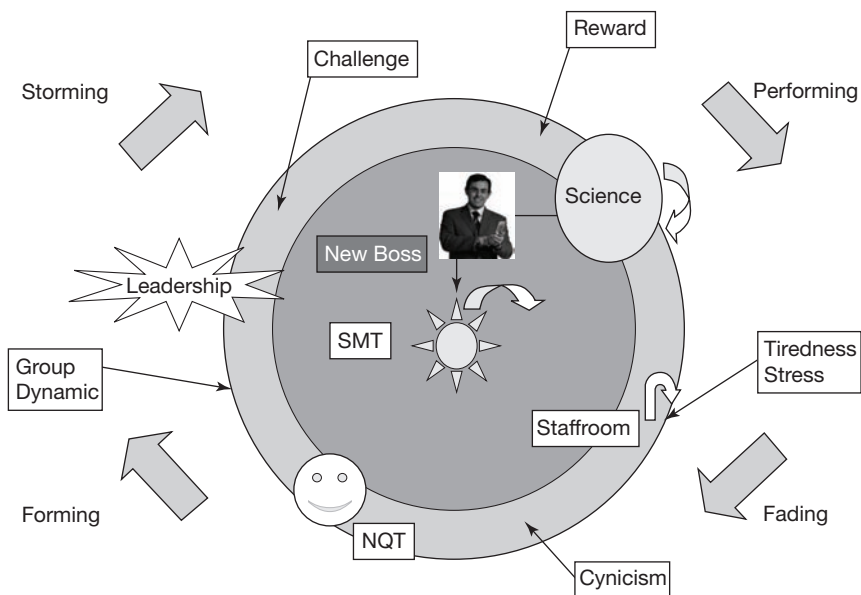 Reward
Challenge
Storming
Performing
Science
New Boss
Leadership
SMT
Group
Dynamic
Tiredness
Stress
Staffroom
Forming
Fading
NQT
Cynicism